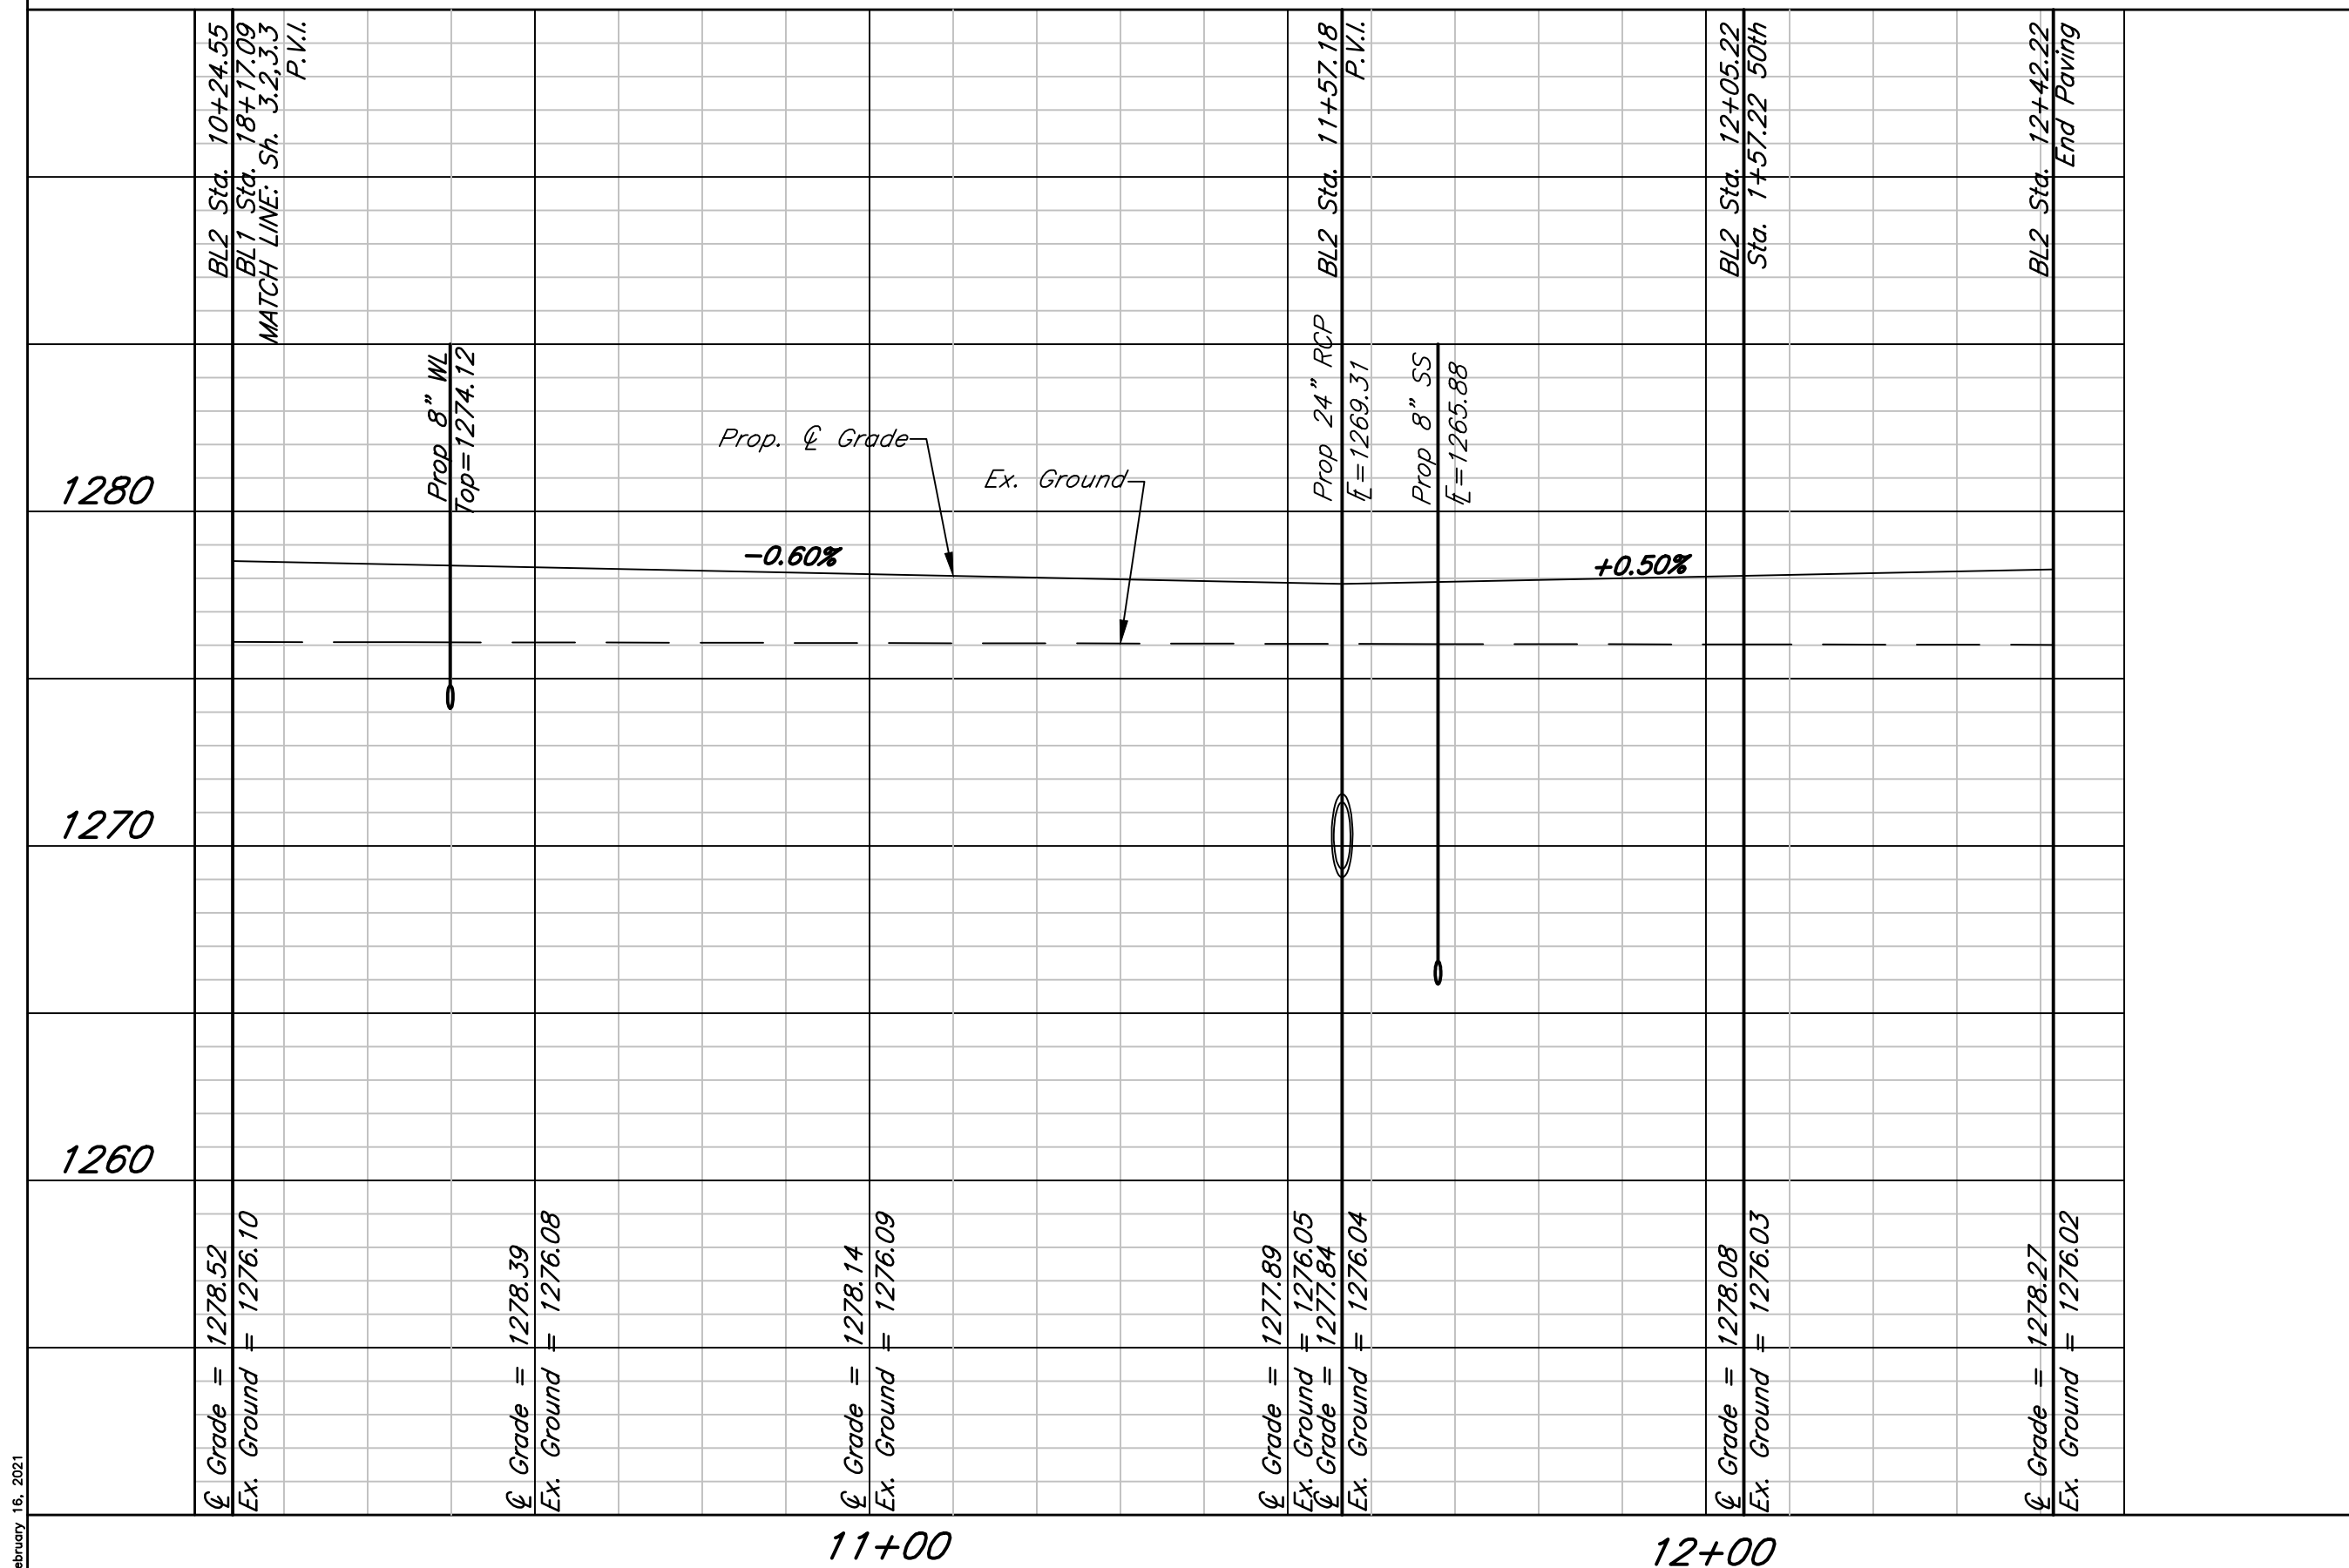 BL2 Sta. 10+24.55
BL1 Sta. 18+17.09
MATCH LINE: Sh. 3.2,3.3
P.V.I.
BL2 Sta. 11+57.18
P.V.I.
BL2 Sta. 12+05.22
Sta. 1+57.22 50th
BL2 Sta. 12+42.22
End Paving
Prop 8" WL
Top=1274.12
Prop. ℄ Grade
Ex. Ground
Prop 24" RCP
=1269.31
Prop 8" SS
=1265.88
1280
-0.60%
+0.50%
1270
1260
℄ Grade = 1278.52
Ex. Ground = 1276.10
℄ Grade = 1278.39
Ex. Ground = 1276.08
℄ Grade = 1278.14
Ex. Ground = 1276.09
℄ Grade = 1277.89
Ex. Ground = 1276.05
℄ Grade = 1277.84
Ex. Ground = 1276.04
℄ Grade = 1278.08
Ex. Ground = 1276.03
℄ Grade = 1278.27
Ex. Ground = 1276.02
11+00
12+00
ebruary 16, 2021